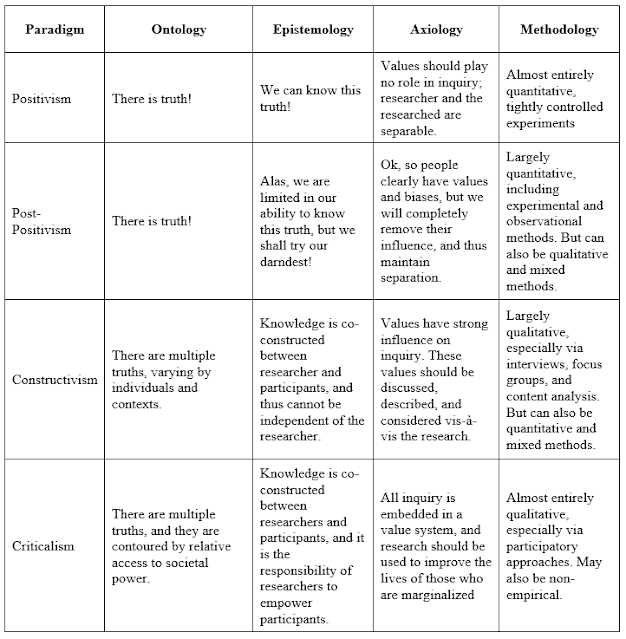 Paradigm
Ontology
Epistemology
Axiology
Methodology
Positivism
There is truth!
We can know this
truth!
Values should play
no role in inquiry;
researcher and the
researched are
separable.
Almost entirely
quantitative,
tightly controlled
experiments
Post-
Positivism
There is truth!
Alas, we are
limited in our
ability to know
this truth, but we
shall try our
darndest!
Ok, so people
clearly have values
and biases, but we
will completely
remove their
influence, and thus
maintain
separation.
Largely
quantitative,
including
experimental and
observational
methods. But can
also be qualitative
and mixed
methods.
Constructivism
There are multiple
truths, varying by
individuals and
contexts.
Knowledge is co-
constructed
between
researcher and
participants, and
thus cannot be
independent of the
researcher.
Values have strong
influence on
inquiry. These
values should be
discussed,
described, and
considered vis-à-
vis the research.
Largely
qualitative,
especially via
interviews, focus
groups, and
content analysis.
But can also be
quantitative and
mixed methods.
Criticalism
There are multiple
truths, and they are
contoured by relative
access to societal
power.
Knowledge is co-
constructed
between
researchers and
participants, and it
is the
responsibility of
researchers to
empower
participants.
All inquiry is
embedded in a
value system, and
research should be
used to improve the
lives of those who
are marginalized
Almost entirely
qualitative,
especially via
participatory
approaches. May
also be non-
empirical.